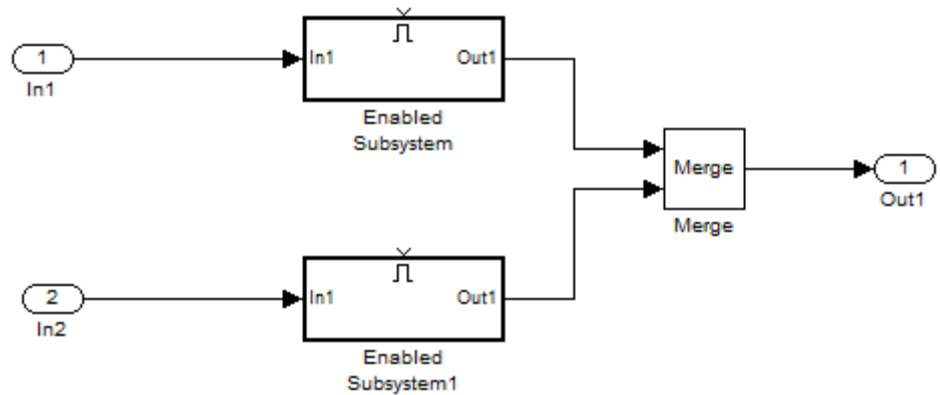 1
In1
In1
Out1
Enabled
Subsystem
Merge
Merge
1
Out1
2
In2
In1
Out1
Enabled
Subsystem1